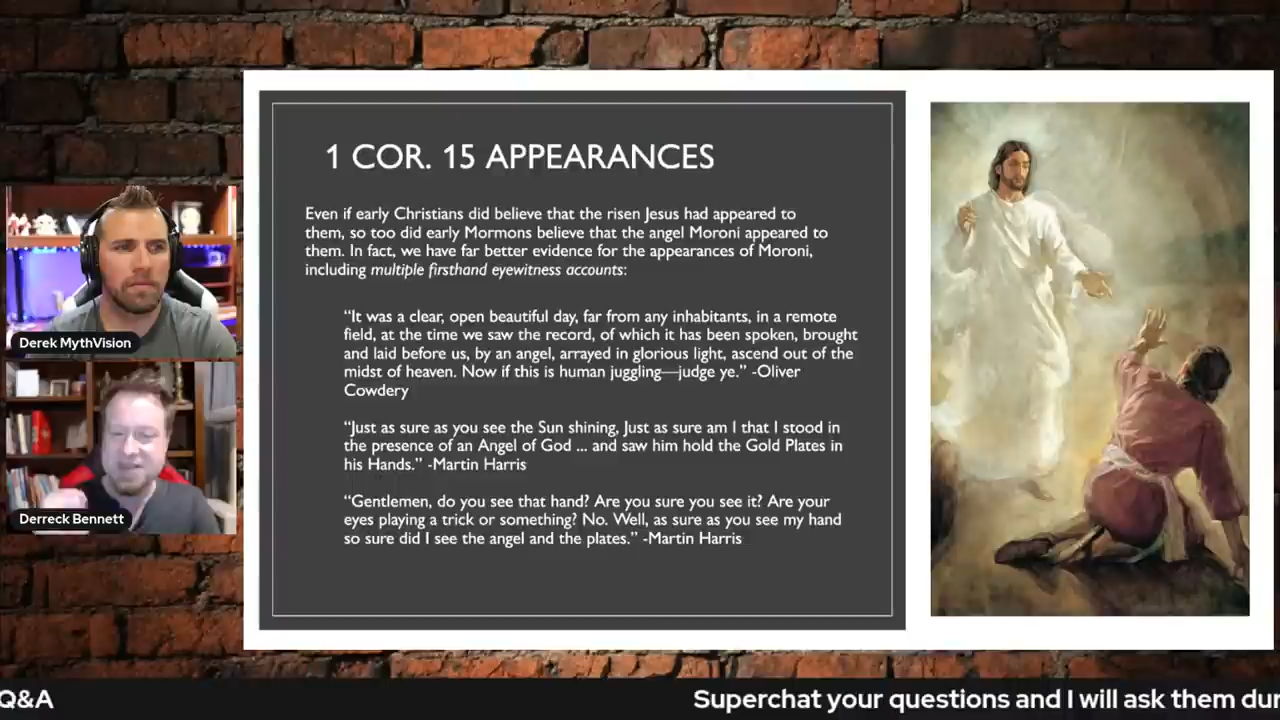 1 COR. 15 APPEARANCES
Even if early Christians did believe that the risen Jesus had appeared to
them, so too did early Mormons believe that the angel Moroni appeared to
them. In fact, we have far better evidence for the appearances of Moroni,
including multiple firsthand eyewitness accounts:
“It was a clear, open beautiful day, far from any inhabitants, in a remote
field, at the time we saw the record, of which it has been spoken, brought
and laid before us, by an angel, arrayed in glorious light, ascend out of the
midst of heaven. Now if this is human juggling—judge ye.” -Oliver
Cowdery
“Just as sure as you see the Sun shining, Just as sure am I that I stood in
the presence of an Angel of God ... and saw him hold the Gold Plates in
his Hands.” -Martin Harris
“Gentlemen, do you see that hand? Are you sure you see it? Are your
eyes playing a trick or something? No. Well, as sure as you see my hand
so sure did I see the angel and the plates.” -Martin Harris
Derek MythVision
Derreck Bennett
Q&A
Superchat your questions and I will ask them dur